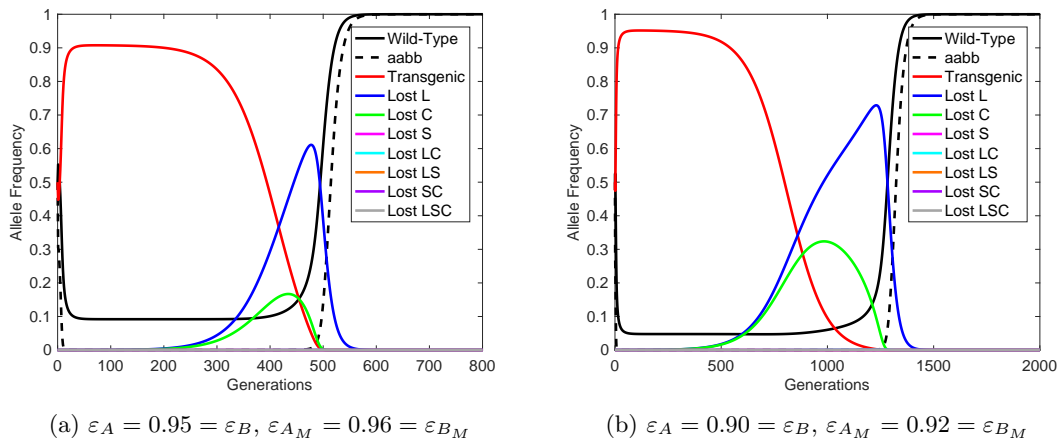 1
0.9
0.8
0.7
0.6
0.5
0.4
0.3
0.2
0.1
0
Allele Frequency
0 100 200 300 400 500 600 700 800
Generations
Wild-Type
aabb
Transgenic
Lost L
Lost C
Lost S
Lost LC
Lost LS
Lost SC
Lost LSC
(a) εA = 0.95 = εB, εAM = 0.96 = εBM
1
0.9
0.8
0.7
0.6
0.5
0.4
0.3
0.2
0.1
0
Allele Frequency
0 500 1000 1500 2000
Generations
Wild-Type
aabb
Transgenic
Lost L
Lost C
Lost S
Lost LC
Lost LS
Lost SC
Lost LSC
(b) εA = 0.90 = εB, εAM = 0.92 = εBM